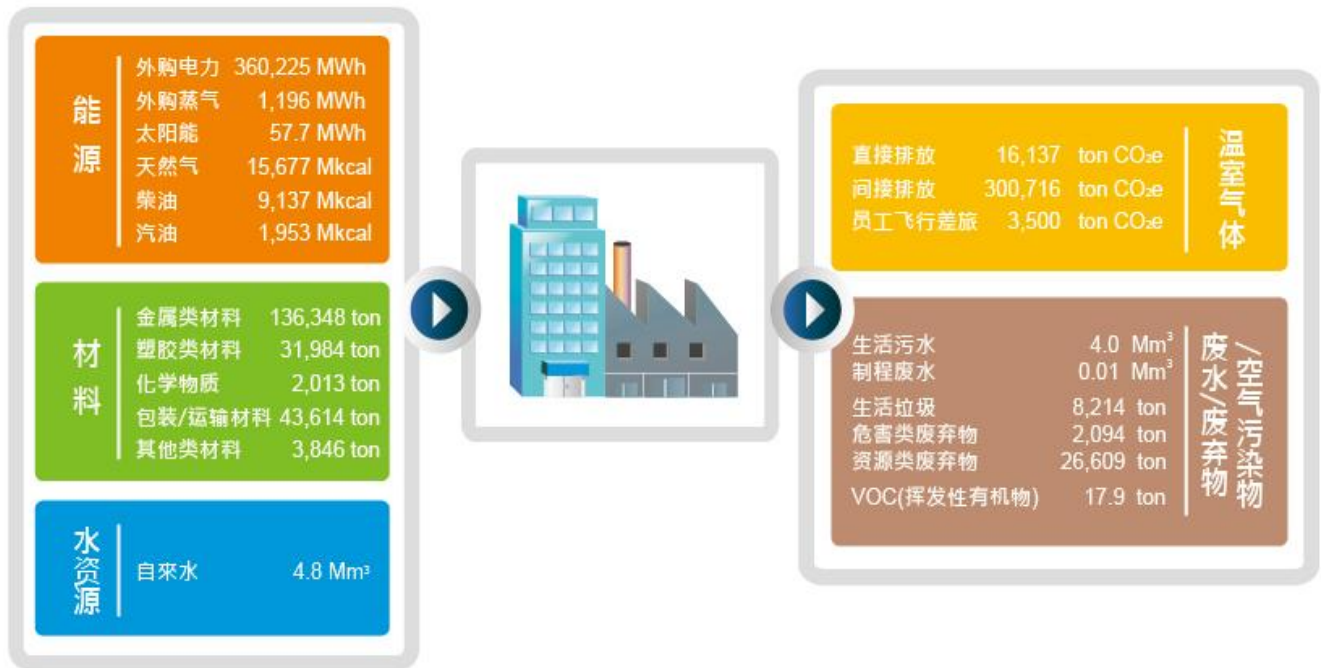 能源
外购电力 360,225 MWh
外购蒸气 1,196 MWh
太阳能 57.7 MWh
天然气 15,677 Mkcal
柴油 9,137 Mkcal
汽油 1,953 Mkcal
材料
金属类材料 136,348 ton
塑胶类材料 31,984 ton
化学物质 2,013 ton
包装/运输材料 43,614 ton
其他类材料 3,846 ton
水资源
自來水 4.8 Mm³
温室气体
直接排放 16,137 ton CO₂e
间接排放 300,716 ton CO₂e
员工飞行差旅 3,500 ton CO₂e
废水/废弃物
/空气污染物
生活污水 4.0 Mm³
制程废水 0.01 Mm³
生活垃圾 8,214 ton
危害类废弃物 2,094 ton
资源类废弃物 26,609 ton
VOC(挥发性有机物) 17.9 ton